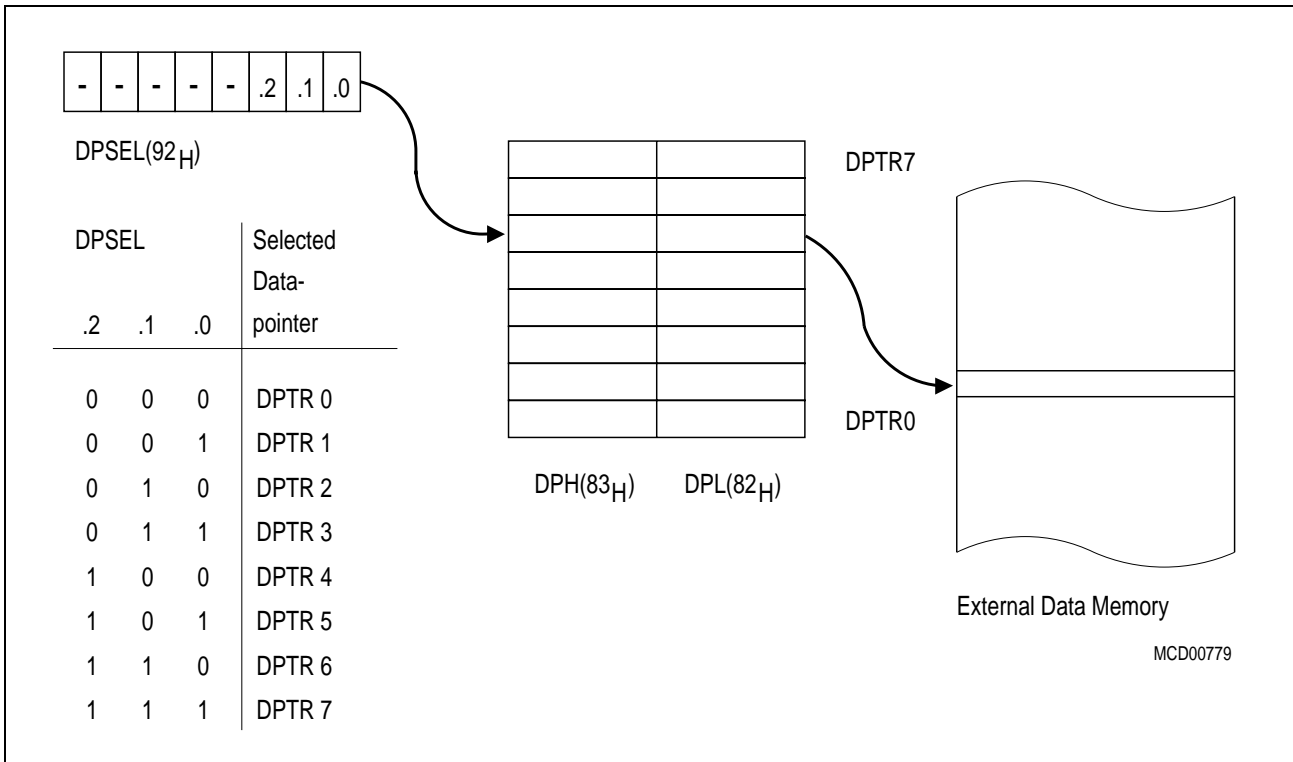 - - - - - .2 .1 .0
DPSEL(92H)
DPSEL Selected
Data-
.2 .1 .0 pointer
0 0 0 DPTR 0
0 0 1 DPTR 1
0 1 0 DPTR 2
0 1 1 DPTR 3
1 0 0 DPTR 4
1 0 1 DPTR 5
1 1 0 DPTR 6
1 1 1 DPTR 7
DPTR7
DPTR0
DPH(83H) DPL(82H)
External Data Memory
MCD00779